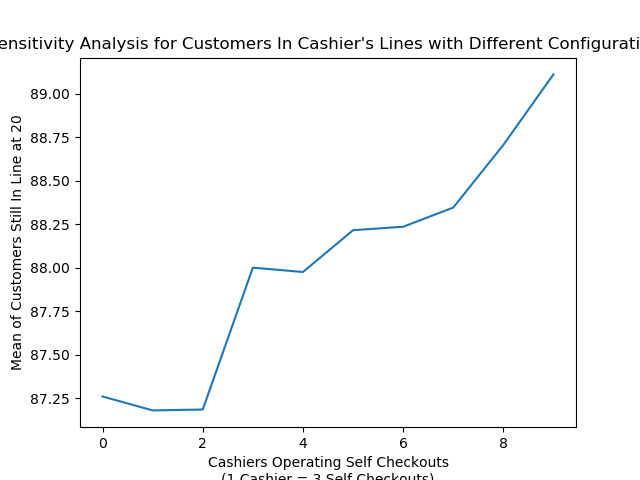 ensitivity Analysis for Customers In Cashier's Lines with Different Configurati
89.00
88.75
88.50
88.25
88.00
87.75
87.50
87.25
Mean of Customers Still In Line at 20
0 2 4 6 8
Cashiers Operating Self Checkouts
(1 Cashier = 3 Self Checkouts)